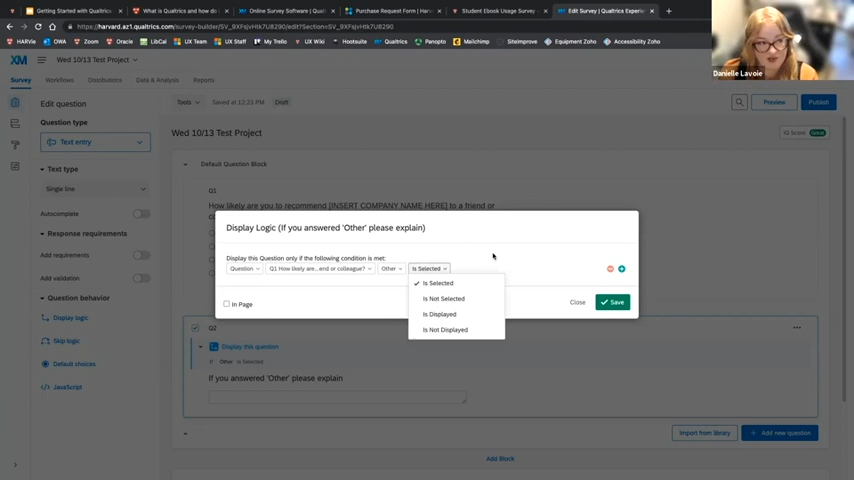 Getting Started with Qualtrics
What is Qualtrics and how do
Online Survey Software | Quali
Purchase Request Form | Her
Student Ebook Usage Survey -
Edit Survey | Qualtrics Experie
harvard.az1.qualtrics.com/survey-builder/
HARVie
OWA
Zoom
Oracle
LibCal
UX Team
UX Staff
My Trello
UX Wiki
Hootsuite
Qualtrics
Panopto
Mailchimp
SiteImprove
Equipment Zoho
Accessibility Zoho
Danielle Lavoie
XM
Wed 10/13 Test Project
Survey
Workflows
Distributions
Data & Analysis
Reports
Edit question
Tools
Saved at 12:23 PM
Draft
Preview
Publish
Question type
Text entry
Wed 10/13 Test Project
IQ Score
Great
Text type
Default Question Block
Single line
Q1
How likely are you to recommend [INSERT COMPANY NAME HERE] to a friend or
Autocomplete
Display Logic (If you answered 'Other' please explain)
Response requirements
Add requirements
Display this Question only if the following condition is met:
Question
Q1 How likely are...end or colleague?
Other
Is Selected
Add validation
Is Selected
Is Not Selected
Is Displayed
Is Not Displayed
Question behavior
In Page
Close
Save
Display logic
Q2
Skip logic
Display this question
Default choices
If Other Is Selected
If you answered 'Other' please explain
JavaScript
Import from library
Add new question
Add Block